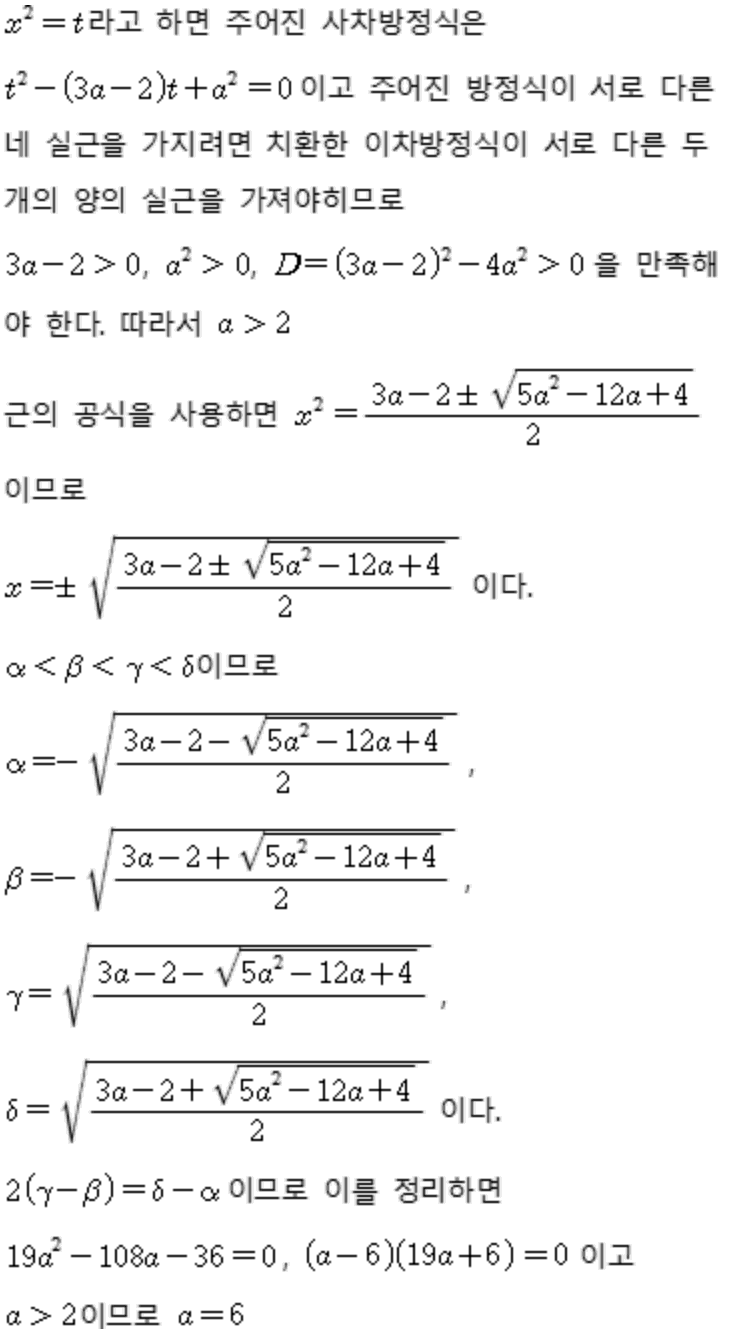 x² = t라고 하면 주어진 사차방정식은
t² − (3a − 2)t + a² = 0 이고 주어진 방정식이 서로 다른
네 실근을 가지려면 치환한 이차방정식이 서로 다른 두
개의 양의 실근을 가져야히므로
3a − 2 > 0, a² > 0, D = (3a − 2)² − 4a² > 0 을 만족해
야 한다. 따라서 a > 2
근의 공식을 사용하면 x² = (3a − 2 ± √(5a² − 12a + 4))/2
이므로
x = ± √((3a − 2 ± √(5a² − 12a + 4))/2) 이다.
α < β < γ < δ이므로
α = − √((3a − 2 − √(5a² − 12a + 4))/2) ,
β = − √((3a − 2 + √(5a² − 12a + 4))/2) ,
γ = √((3a − 2 − √(5a² − 12a + 4))/2) ,
δ = √((3a − 2 + √(5a² − 12a + 4))/2) 이다.
2(γ − β) = δ − α 이므로 이를 정리하면
19a² − 108a − 36 = 0, (a − 6)(19a + 6) = 0 이고
a > 2이므로 a = 6